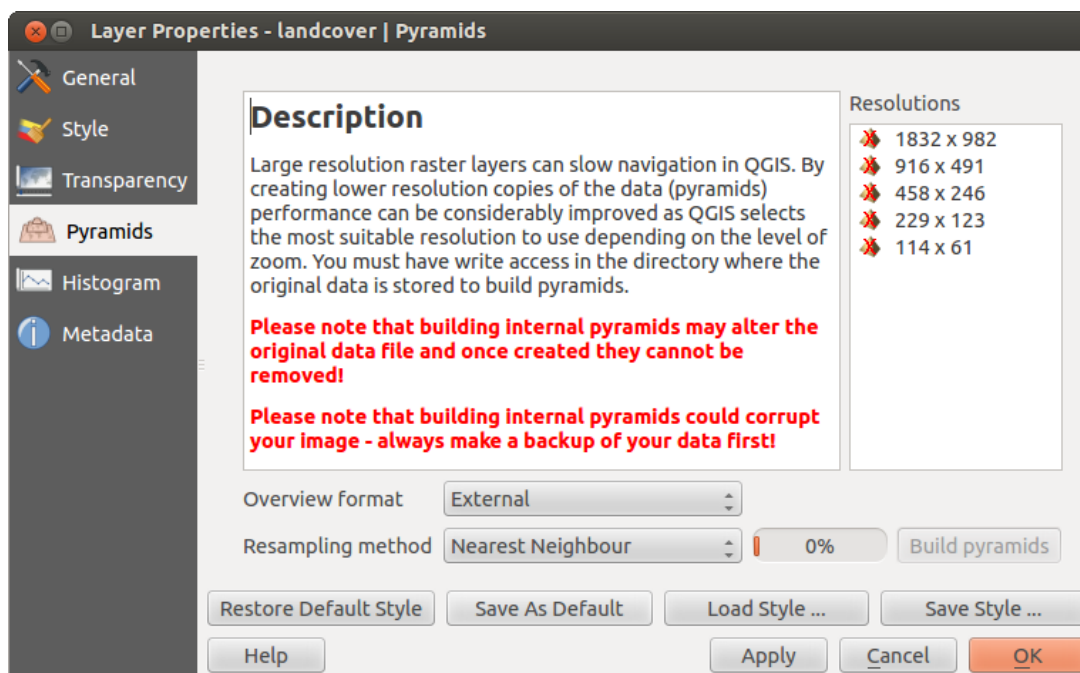 Layer Properties - landcover | Pyramids
General
Style
Transparency
Pyramids
Histogram
Metadata
Description
Large resolution raster layers can slow navigation in QGIS. By
creating lower resolution copies of the data (pyramids)
performance can be considerably improved as QGIS selects
the most suitable resolution to use depending on the level of
zoom. You must have write access in the directory where the
original data is stored to build pyramids.
Please note that building internal pyramids may alter the
original data file and once created they cannot be
removed!
Please note that building internal pyramids could corrupt
your image - always make a backup of your data first!
Resolutions
1832 x 982
916 x 491
458 x 246
229 x 123
114 x 61
Overview format External
Resampling method Nearest Neighbour 0% Build pyramids
Restore Default Style Save As Default Load Style ... Save Style ...
Help Apply Cancel OK